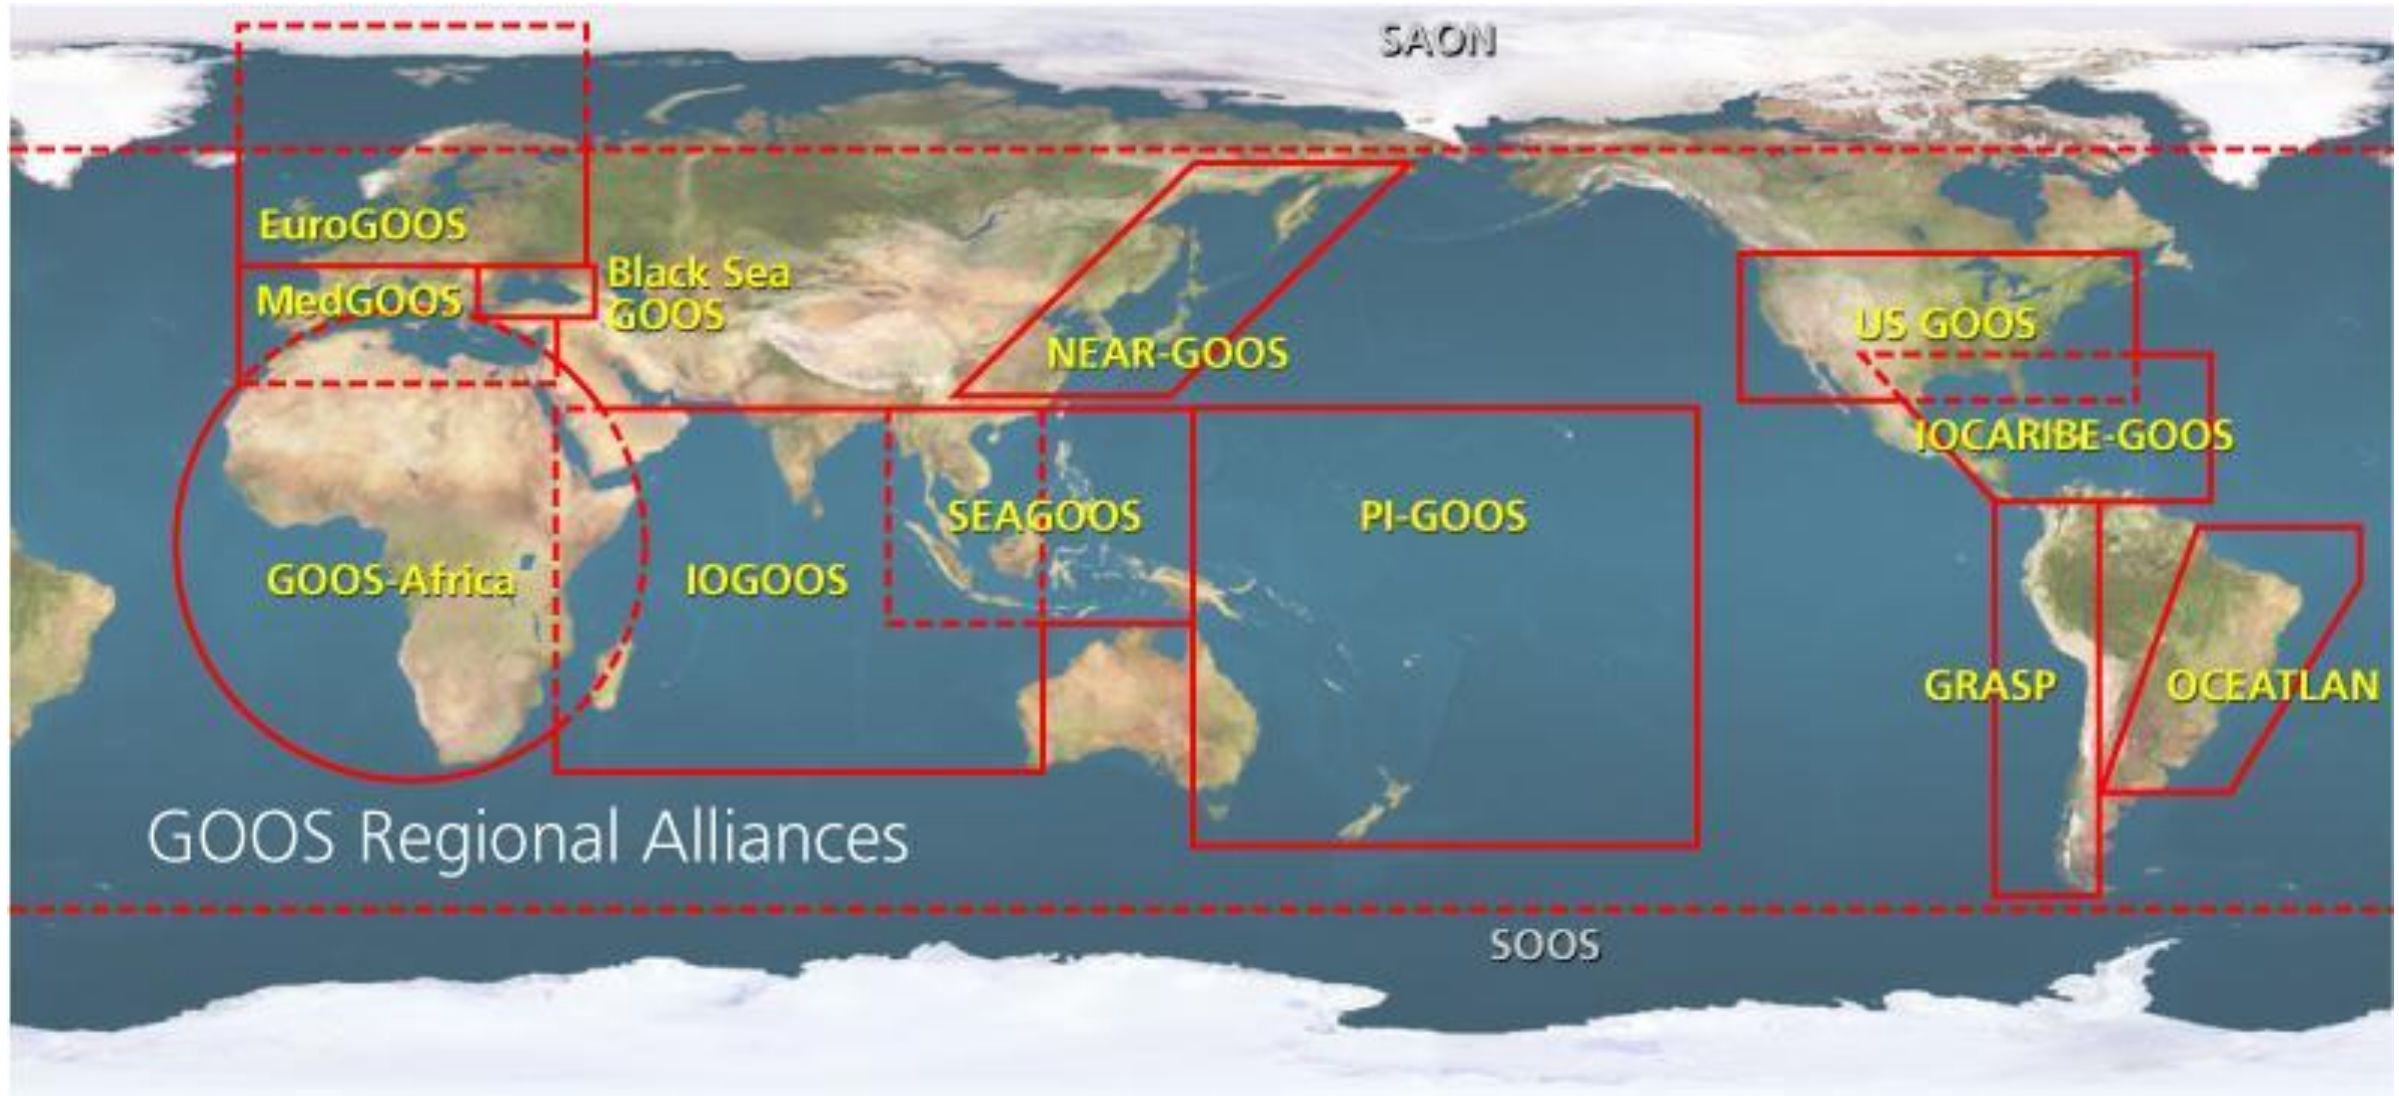 SAON
EuroGOOS
MedGOOS
Black Sea
GOOS
NEAR-GOOS
US GOOS
IOCARIBE-GOOS
SEAGOOS
PI-GOOS
GOOS-Africa
IOGOOS
GRASP
OCEATLAN
GOOS Regional Alliances
SOOS